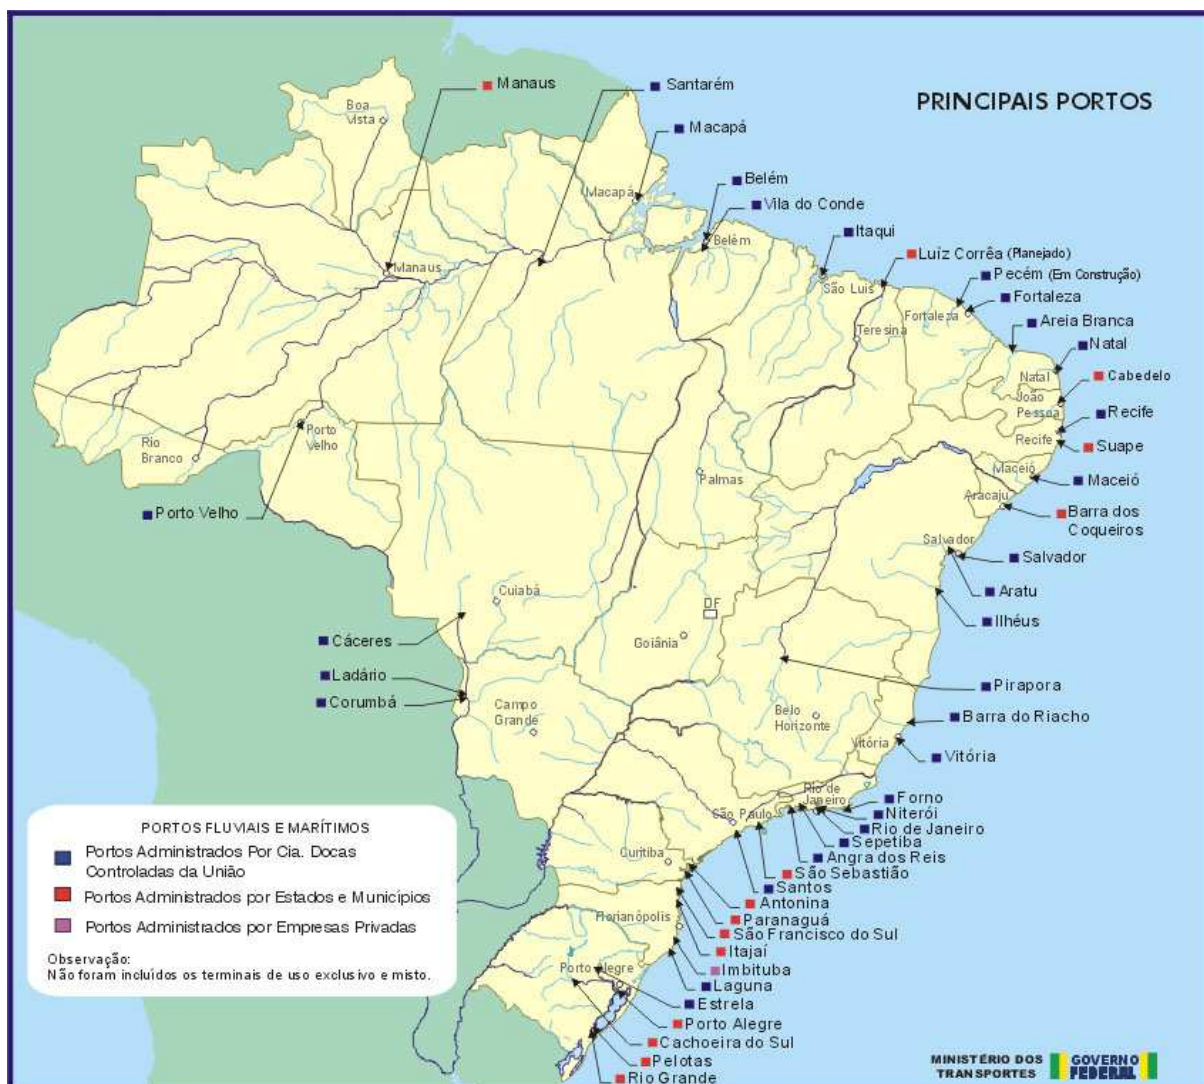 PRINCIPAIS PORTOS
Manaus
Santarém
Macapá
Belém
Vila do Conde
Itaqui
Luíz Corrêa (Planejado)
Pecém (Em Construção)
Fortaleza
Areia Branca
Natal
Cabedelo
Recife
Suape
Maceió
Barra dos
Coqueiros
Salvador
Aratu
Ilhéus
Pirapora
Barra do Riacho
Vitória
Forno
Niterói
Rio de Janeiro
Sepetiba
Angra dos Reis
São Sebastião
Santos
Antonina
Paranaguá
São Francisco do Sul
Itajaí
Imbituba
Laguna
Estrela
Porto Alegre
Cachoeira do Sul
Pelotas
Rio Grande
Porto Velho
Cáceres
Ladário
Corumbá
Boa
Vista
Macapá
Manaus
Belém
São Luís
Teresina
Fortaleza
Natal
João
Pessoa
Recife
Maceió
Aracaju
Salvador
Porto
Velho
Rio
Branco
Palmas
Cuiabá
DF
Goiânia
Campo
Grande
Belo
Horizonte
Vitória
Rio de
Janeiro
São Paulo
Curitiba
Florianópolis
Porto Alegre
PORTOS FLUVIAIS E MARÍTIMOS
Portos Administrados Por Cia. Docas
Controladas da União
Portos Administrados por Estados e Municípios
Portos Administrados por Empresas Privadas
Observação:
Não foram incluídos os terminais de uso exclusivo e misto.
MINISTÉRIO DOS
TRANSPORTES
GOVERNO
FEDERAL